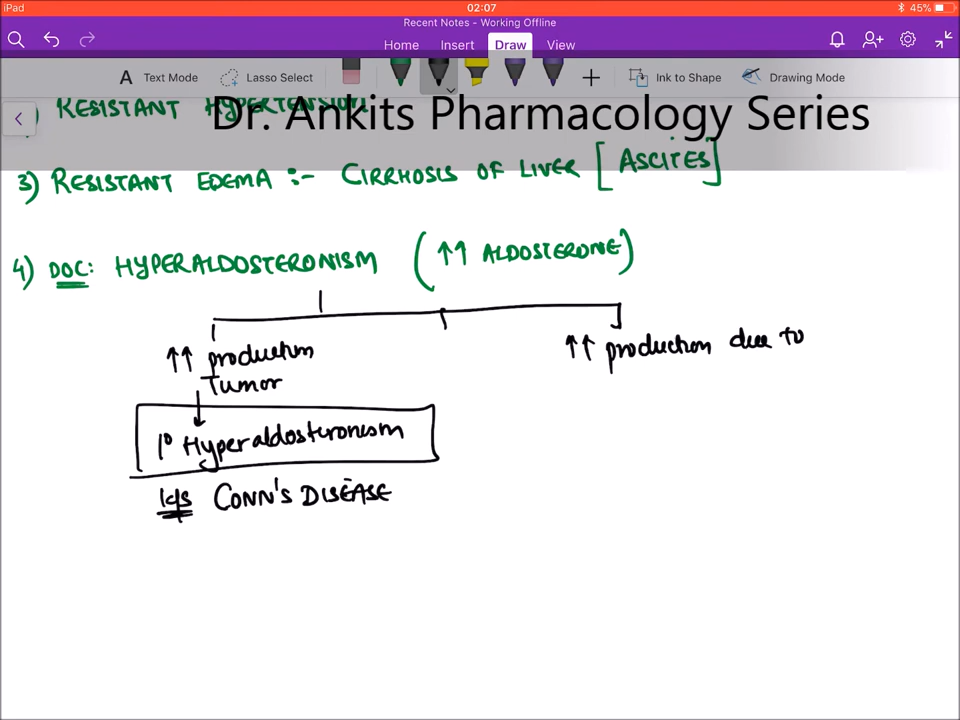 iPad 02:07 45%
Recent Notes - Working Offline
Home Insert Draw View
A Text Mode Lasso Select Ink to Shape Drawing Mode
RESISTANT HYPERTENSION
Dr. Ankits Pharmacology Series
3) RESISTANT EDEMA :- CIRRHOSIS OF LIVER [ASCITES]
4) DOC: HYPERALDOSTERONISM (↑↑ ALDOSTERONE)
↑↑ production
Tumor
↑↑ production due to
1° Hyperaldosteronism
k/s CONN'S DISEASE